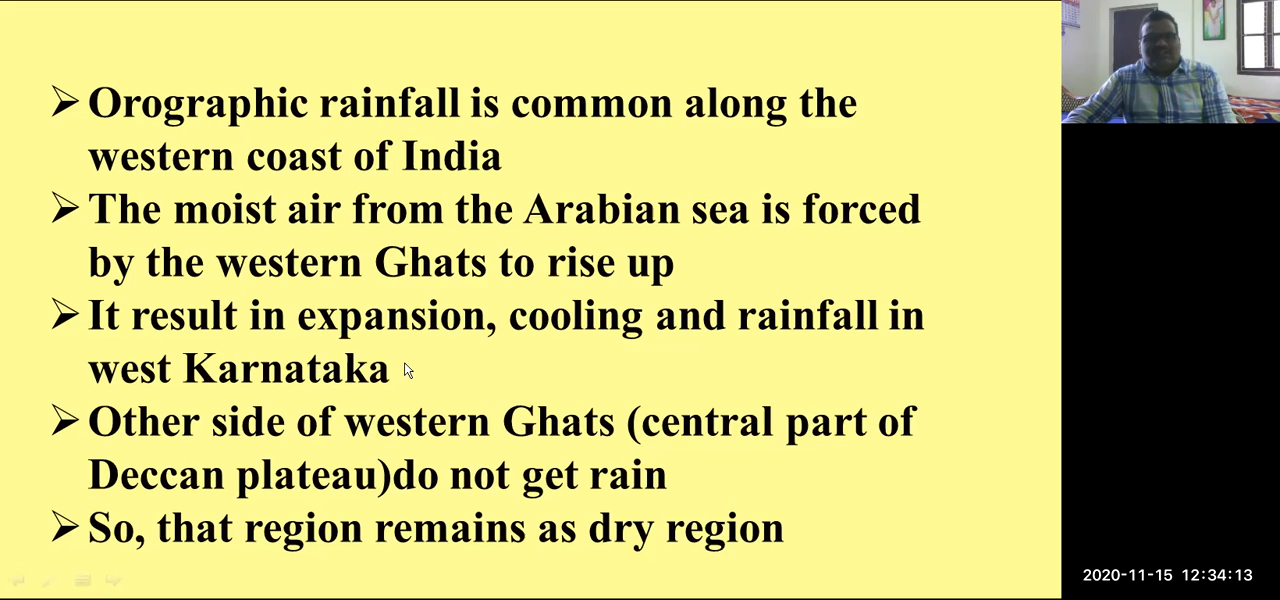 ➢ Orographic rainfall is common along the
western coast of India
➢ The moist air from the Arabian sea is forced
by the western Ghats to rise up
➢ It result in expansion, cooling and rainfall in
west Karnataka
➢ Other side of western Ghats (central part of
Deccan plateau)do not get rain
➢ So, that region remains as dry region
2020-11-15 12:34:13